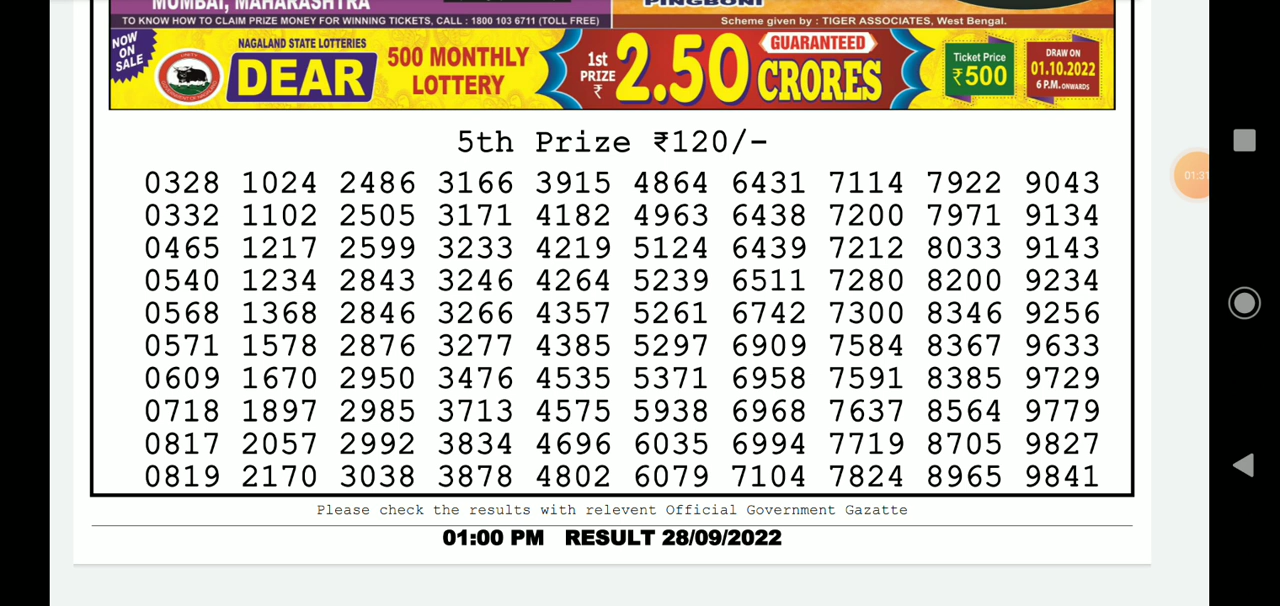 MUMBAI, MAHARASHTRA
PINGBONI
TO KNOW HOW TO CLAIM PRIZE MONEY FOR WINNING TICKETS, CALL : 1800 103 6711 (TOLL FREE)
Scheme given by : TIGER ASSOCIATES, West Bengal.
NOW ON SALE
NAGALAND STATE LOTTERIES
DEAR
500 MONTHLY
LOTTERY
1st
PRIZE
₹
2.50
GUARANTEED
CRORES
Ticket Price
₹500
DRAW ON
01.10.2022
6 P.M. ONWARDS
5th Prize ₹120/-
0328 1024 2486 3166 3915 4864 6431 7114 7922 9043
0332 1102 2505 3171 4182 4963 6438 7200 7971 9134
0465 1217 2599 3233 4219 5124 6439 7212 8033 9143
0540 1234 2843 3246 4264 5239 6511 7280 8200 9234
0568 1368 2846 3266 4357 5261 6742 7300 8346 9256
0571 1578 2876 3277 4385 5297 6909 7584 8367 9633
0609 1670 2950 3476 4535 5371 6958 7591 8385 9729
0718 1897 2985 3713 4575 5938 6968 7637 8564 9779
0817 2057 2992 3834 4696 6035 6994 7719 8705 9827
0819 2170 3038 3878 4802 6079 7104 7824 8965 9841
Please check the results with relevent Official Government Gazatte
01:00 PM RESULT 28/09/2022